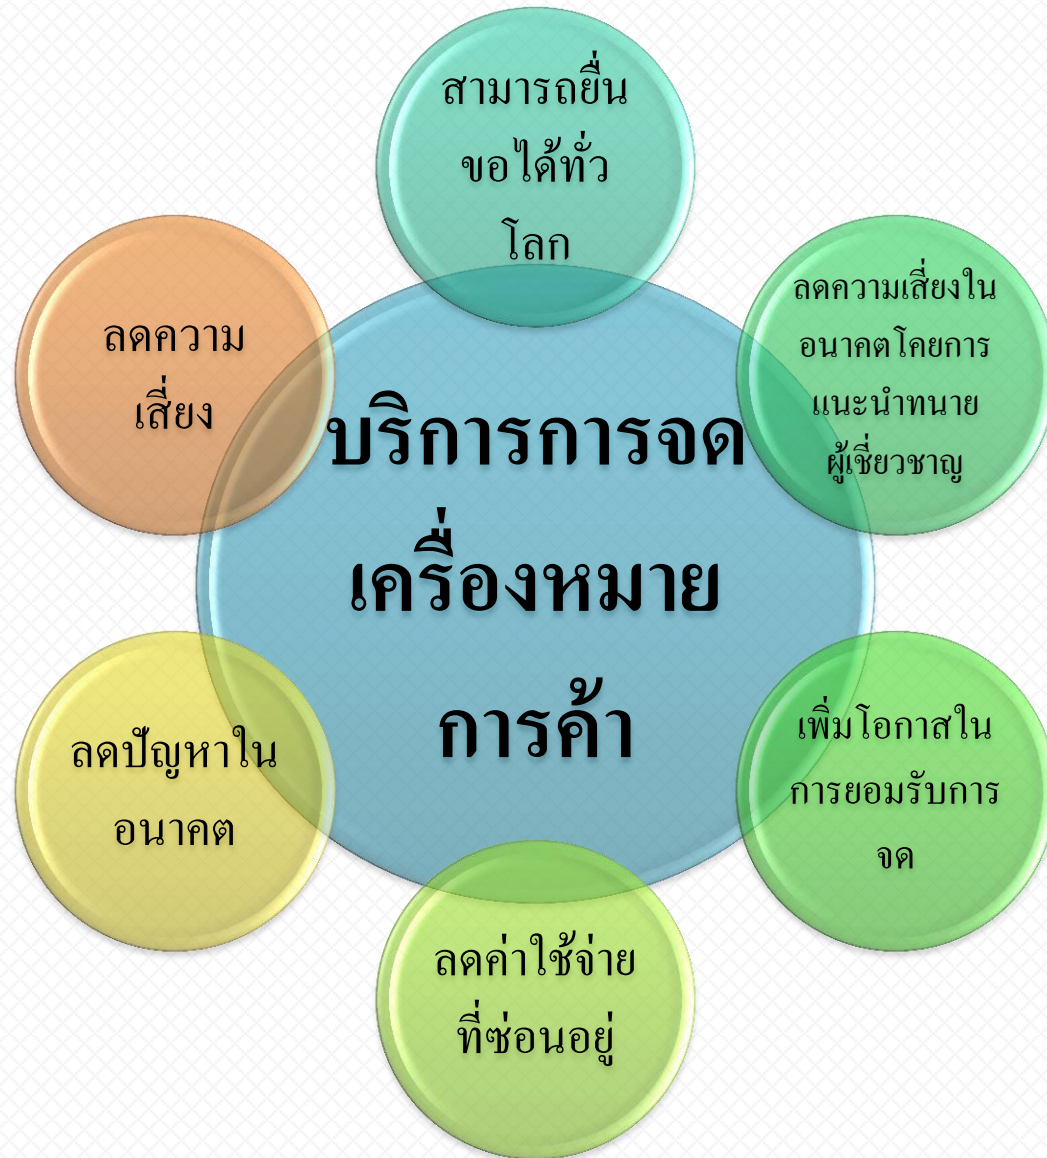 สามารถยื่น
ขอได้ทั่ว
โลก
ลดความเสี่ยงใน
อนาคตโคยการ
แนะนำทนาย
ผู้เชี่ยวชาญ
เพิ่มโอกาสใน
การยอมรับการ
จด
ลดค่าใช้จ่าย
ที่ซ่อนอยู่
ลดปัญหาใน
อนาคต
ลดความ
เสี่ยง
บริการการจด
เครื่องหมาย
การค้า